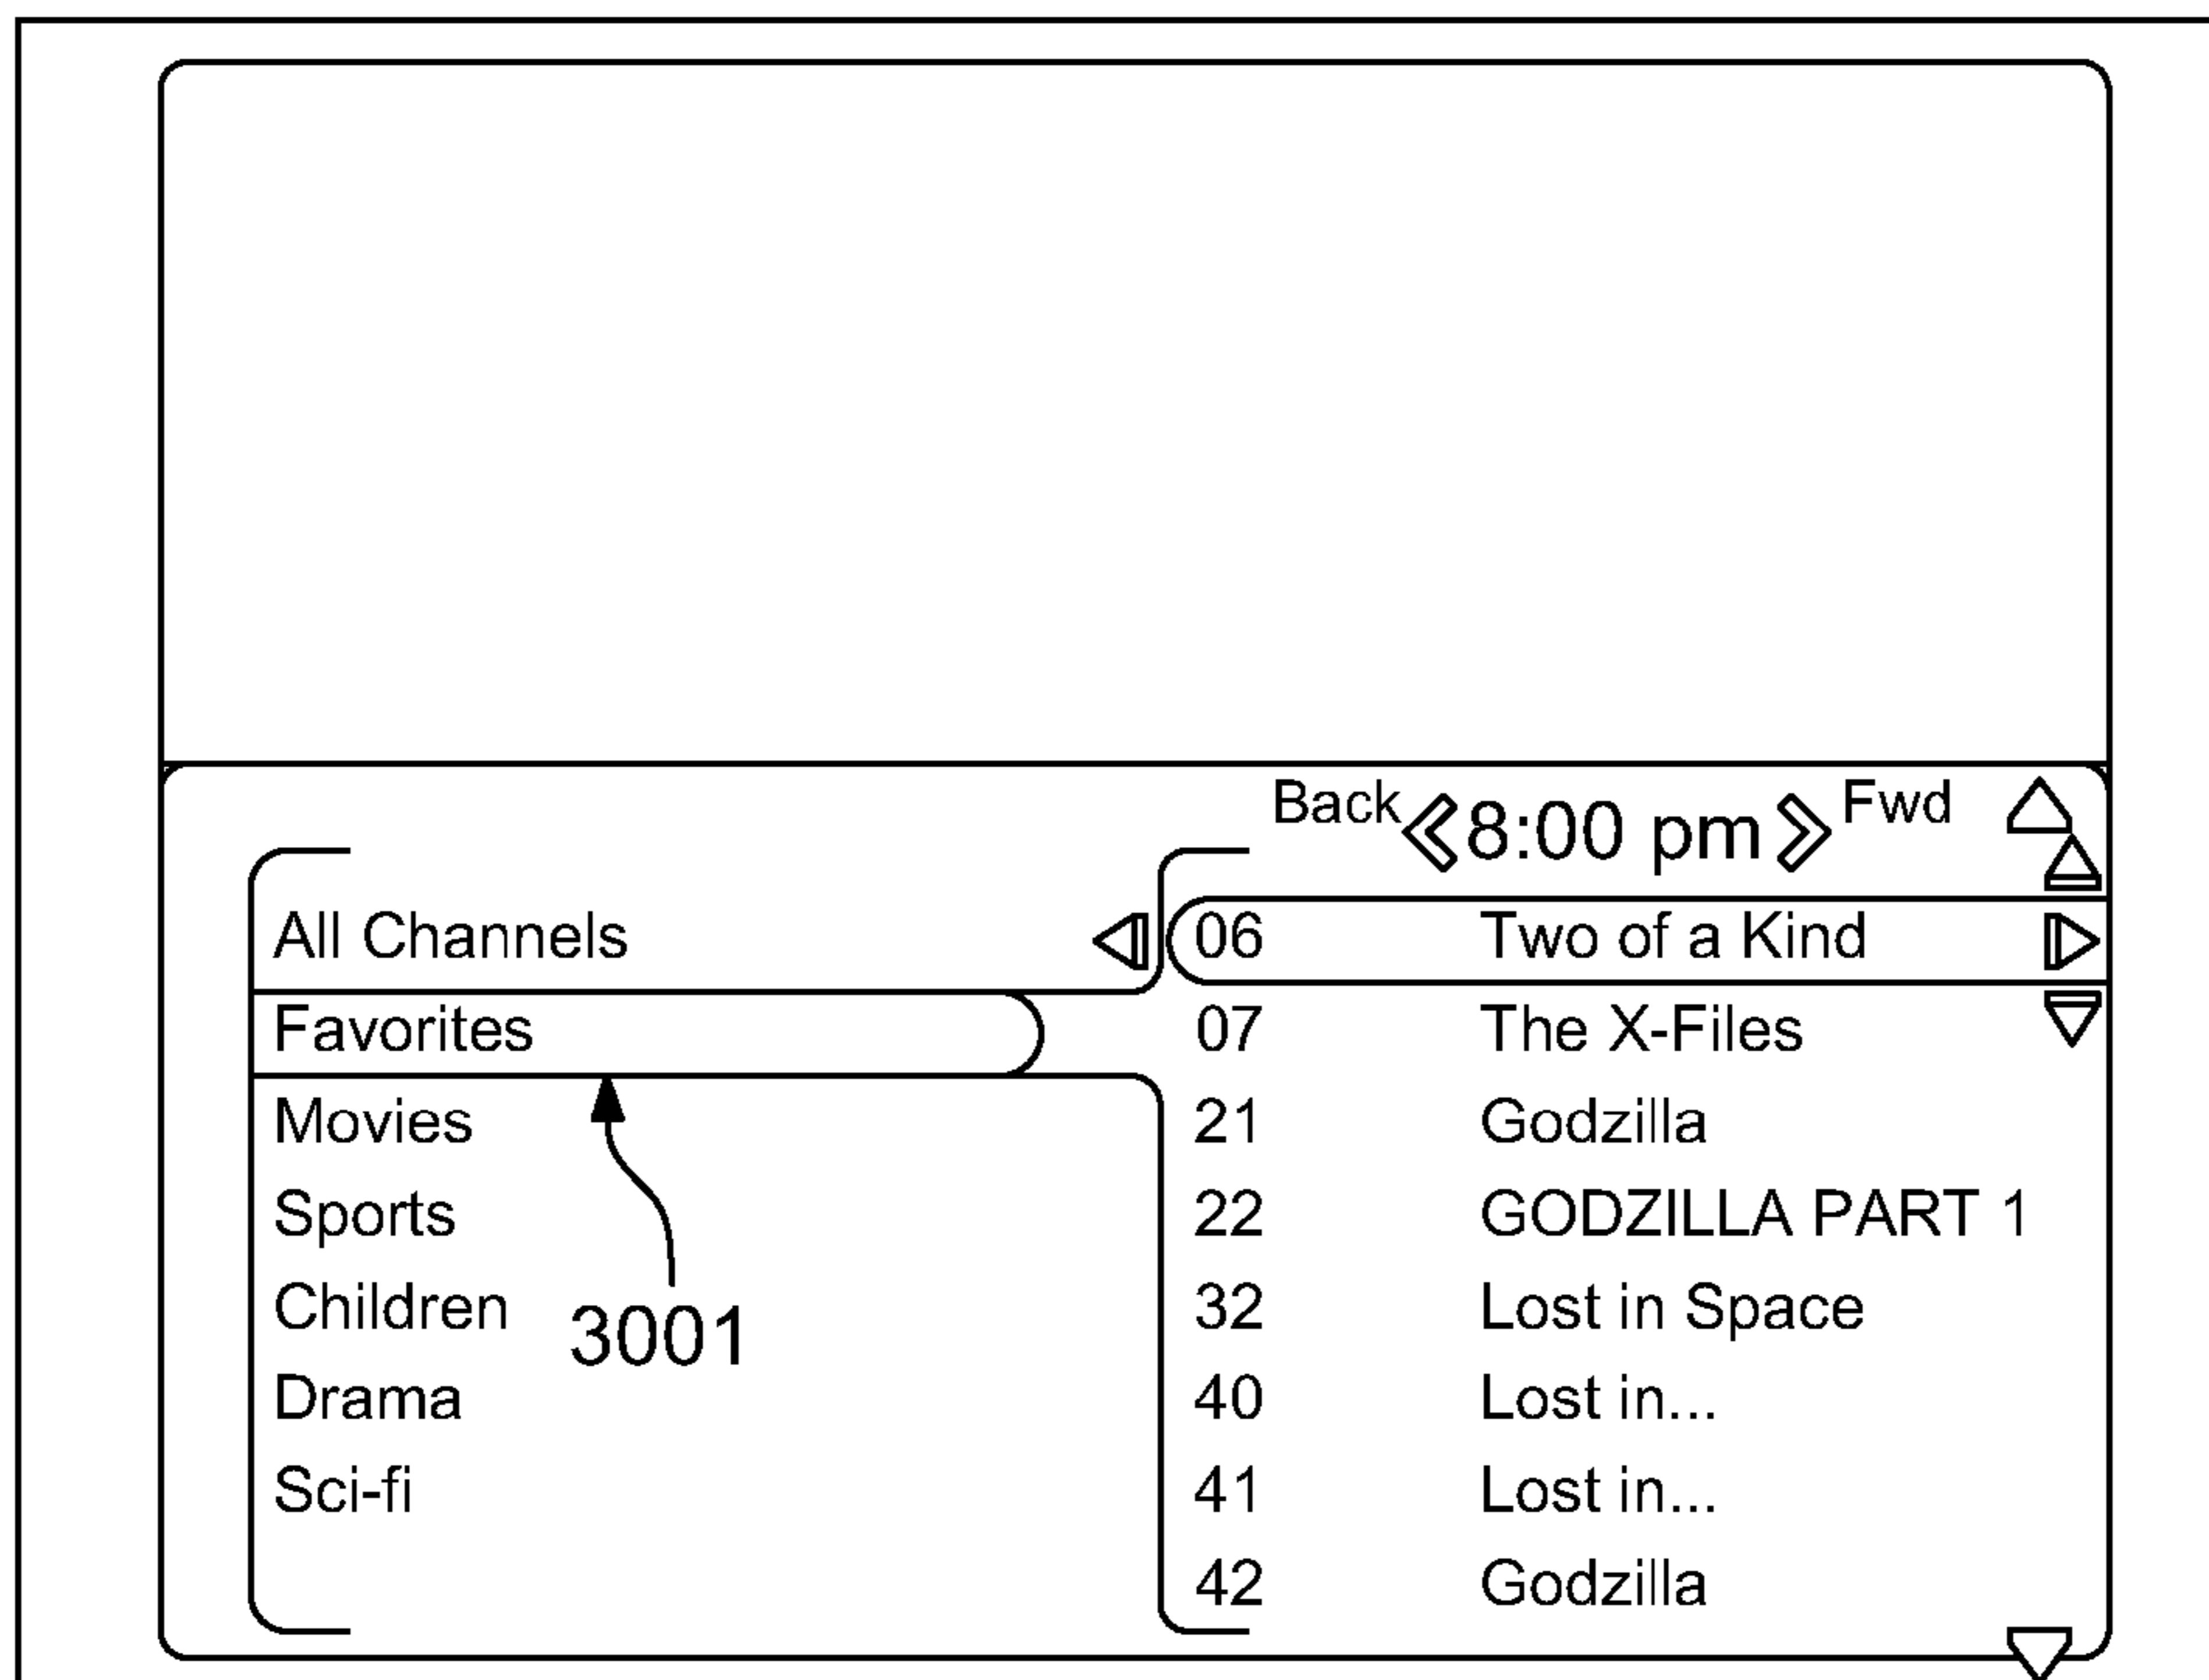 Back 8:00 pm Fwd
All Channels 06 Two of a Kind
Favorites 07 The X-Files
Movies 21 Godzilla
Sports 22 GODZILLA PART 1
Children 32 Lost in Space
3001
Drama 40 Lost in...
Sci-fi 41 Lost in...
42 Godzilla